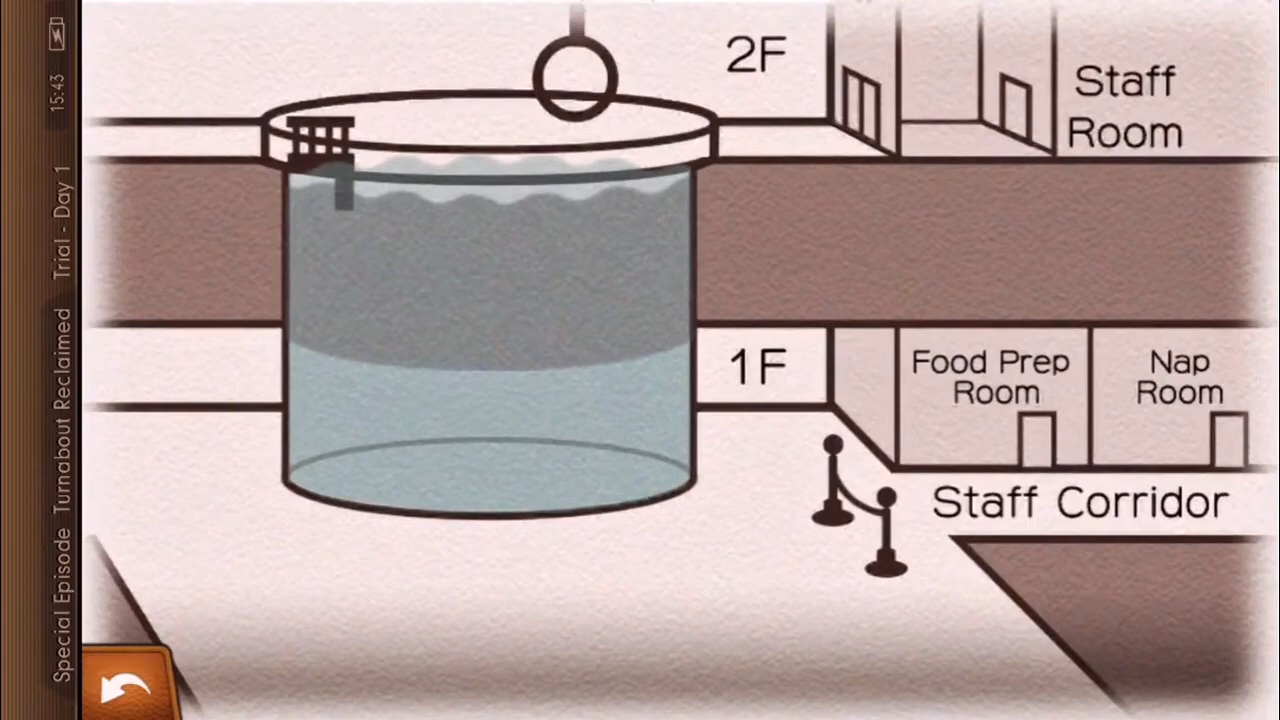 15:43
Special Episode Turnabout Reclaimed Trial - Day 1
2F
Staff
Room
1F
Food Prep
Room
Nap
Room
Staff Corridor